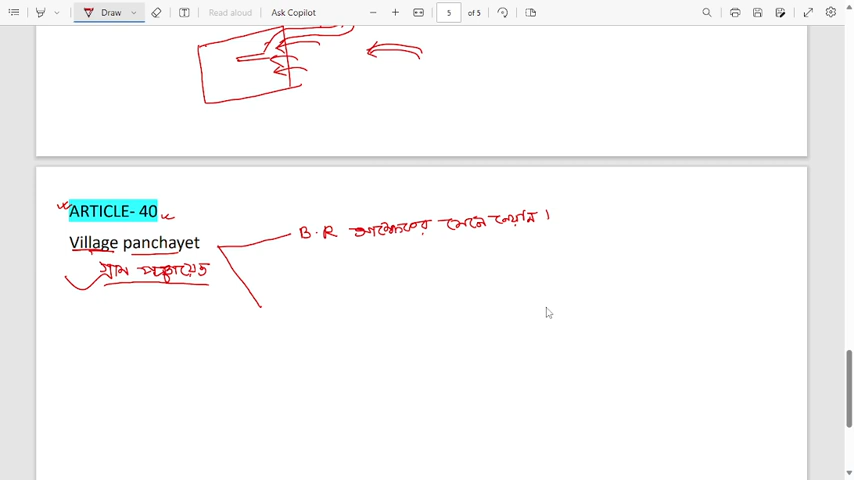 Draw
Read aloud
Ask Copilot
5 of 5
ARTICLE- 40
Village panchayet
গ্রাম পঞ্চায়েত
B.R আম্বেদকর মেনে নেয়নি।